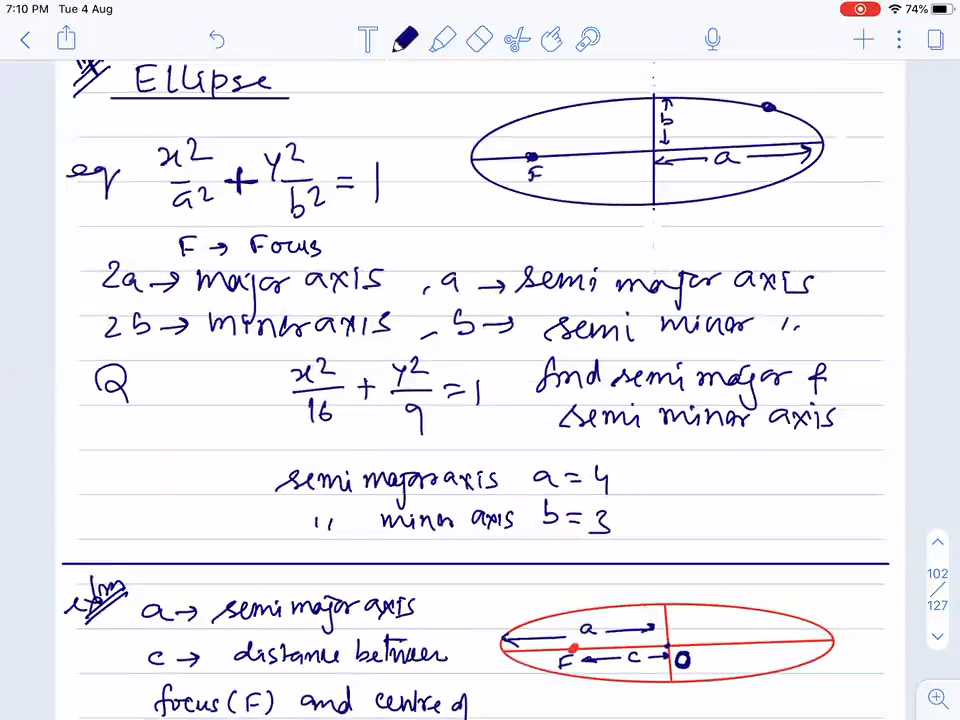 7:10 PM Tue 4 Aug
74%
Ellipse
eq x²/a² + y²/b² = 1
b
a
F
F → Focus
2a → major axis , a → semi major axis
2b → minor axis , b → semi minor ''
Q x²/16 + y²/9 = 1 find semi major &
semi minor axis
semi major axis a = 4
'' minor axis b = 3
Imp
a → semi major axis
a
c → distance between
F c O
focus (F) and centre of
102
/
127